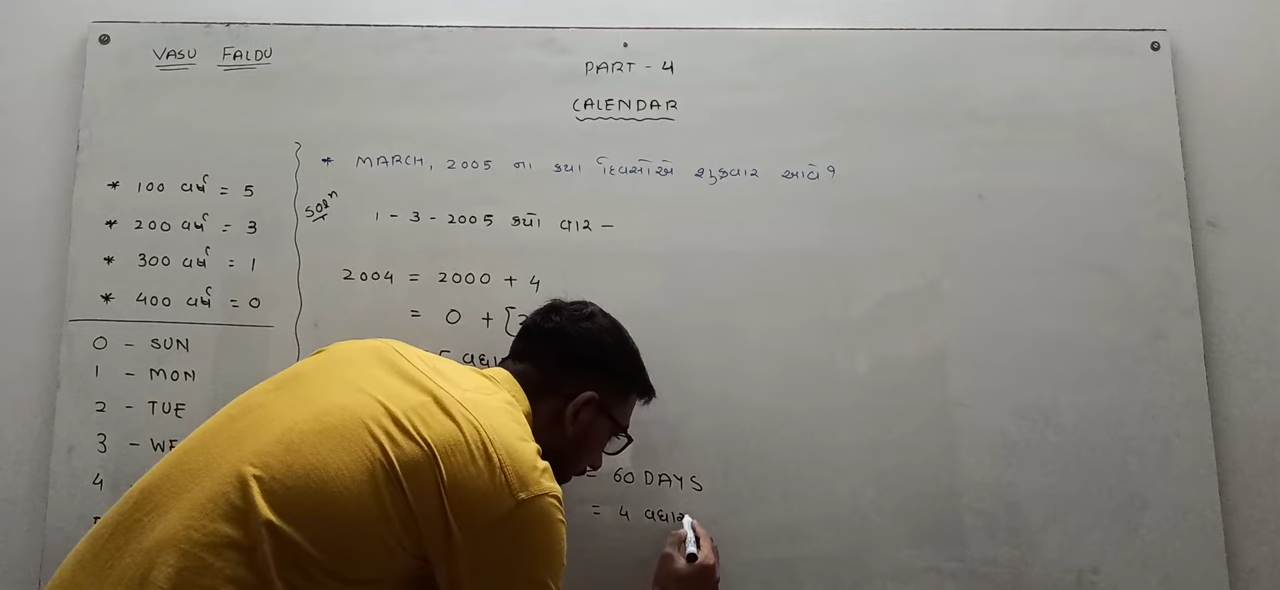 VASU FALDU
PART - 4
CALENDAR
* 100 વર્ષ = 5
* 200 વર્ષ = 3
* 300 વર્ષ = 1
* 400 વર્ષ = 0
0 - SUN
1 - MON
2 - TUE
3 - WE
4
* MARCH, 2005 ના કયા દિવસોએ શુક્રવાર આવે?
Solⁿ
1 - 3 - 2005 કયો વાર -
2004 = 2000 + 4
= 0 + [2
= 60 DAYS
= 4